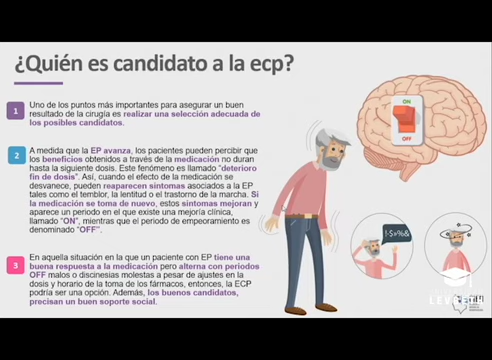 ¿Quién es candidato a la ecp?
1
Uno de los puntos más importantes para asegurar un buen
resultado de la cirugía es realizar una selección adecuada de
los posibles candidatos.
2
A medida que la EP avanza, los pacientes pueden percibir que
los beneficios obtenidos a través de la medicación no duran
hasta la siguiente dosis. Este fenómeno es llamado “deterioro
fin de dosis”. Así, cuando el efecto de la medicación se
desvanece, pueden reaparecer síntomas asociados a la EP
tales como el temblor, la lentitud o el trastorno de la marcha. Si
la medicación se toma de nuevo, estos síntomas mejoran y
aparece un periodo en el que existe una mejoría clínica,
llamado “ON”, mientras que el periodo de empeoramiento es
denominado “OFF”.
3
En aquella situación en la que un paciente con EP tiene una
buena respuesta a la medicación pero alterna con periodos
OFF malos o discinesias molestas a pesar de ajustes en la
dosis y horario de la toma de los fármacos, entonces, la ECP
podría ser una opción. Además, los buenos candidatos,
precisan un buen soporte social.
ON
OFF
!-$»%&